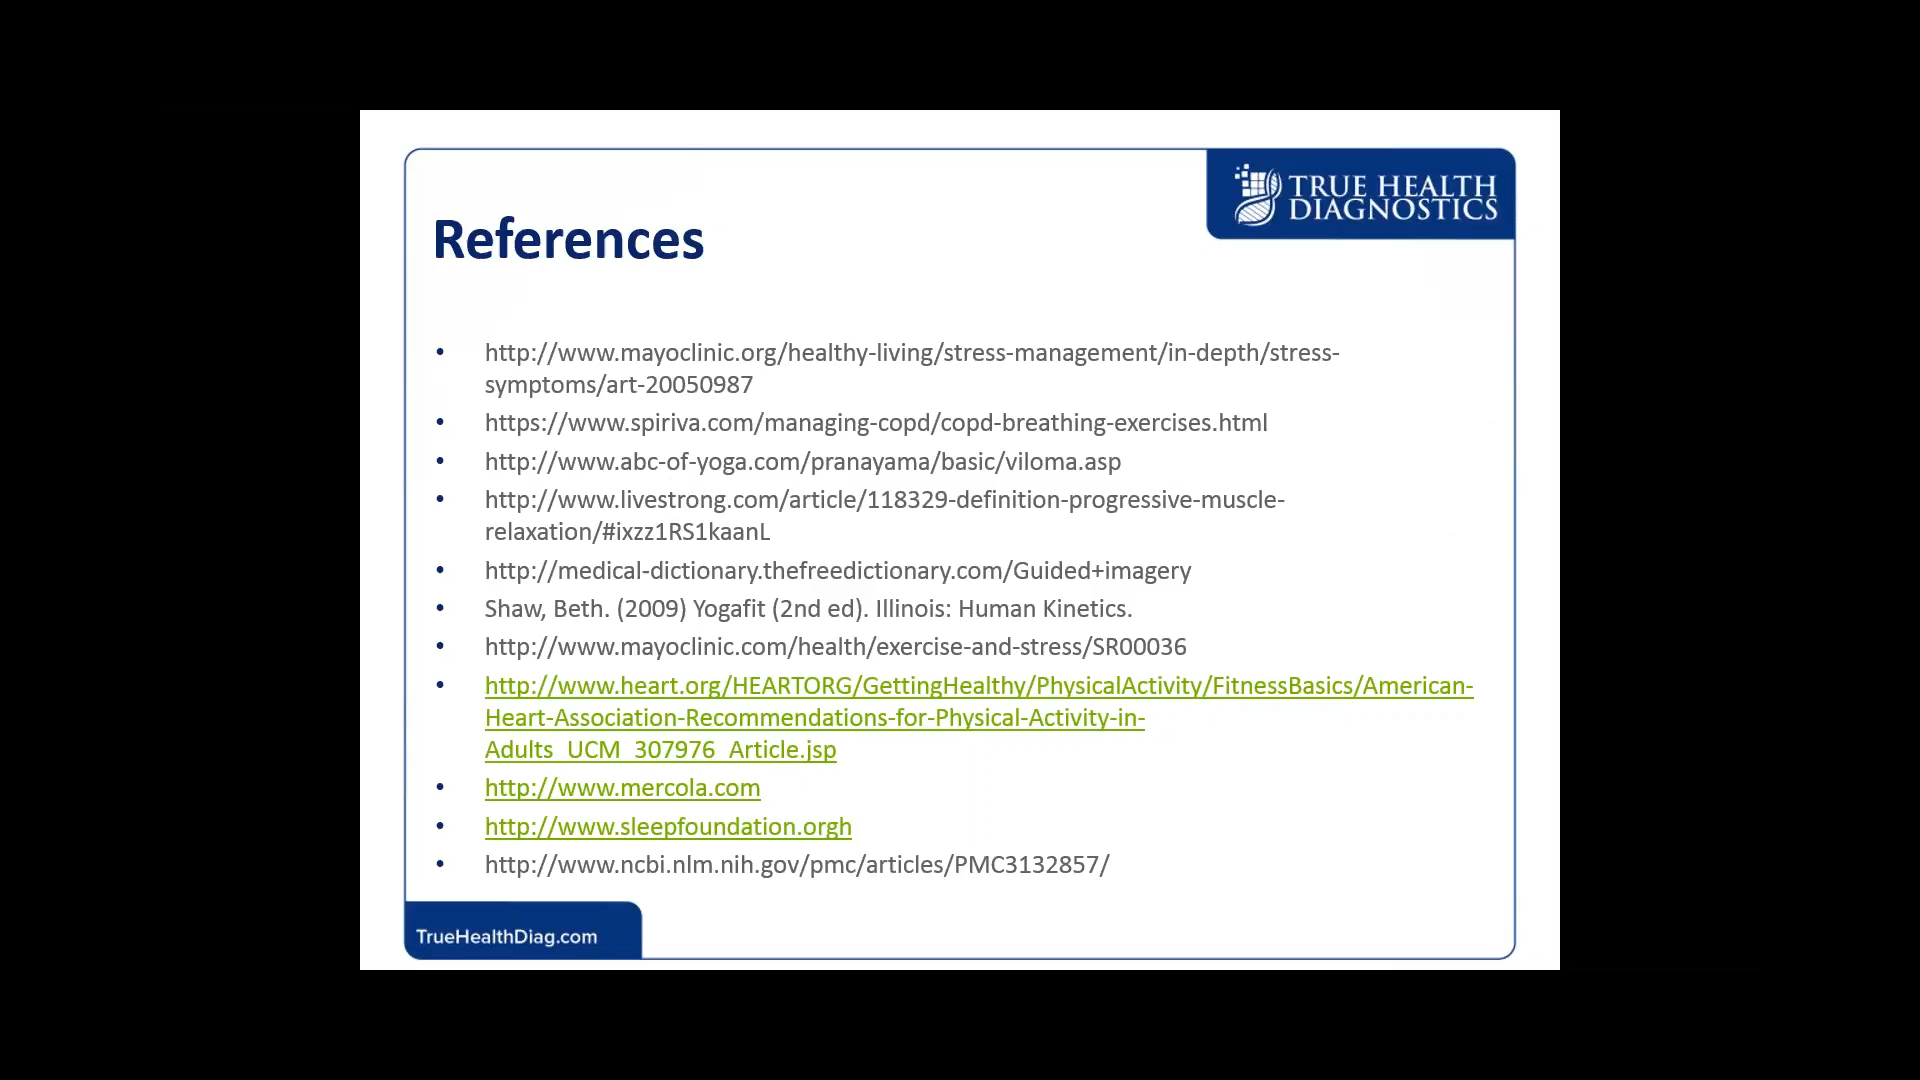 TRUE HEALTH
DIAGNOSTICS
References
• http://www.mayoclinic.org/healthy-living/stress-management/in-depth/stress-
symptoms/art-20050987
• https://www.spiriva.com/managing-copd/copd-breathing-exercises.html
• http://www.abc-of-yoga.com/pranayama/basic/viloma.asp
• http://www.livestrong.com/article/118329-definition-progressive-muscle-
relaxation/#ixzz1RS1kaanL
• http://medical-dictionary.thefreedictionary.com/Guided+imagery
• Shaw, Beth. (2009) Yogafit (2nd ed). Illinois: Human Kinetics.
• http://www.mayoclinic.com/health/exercise-and-stress/SR00036
• http://www.heart.org/HEARTORG/GettingHealthy/PhysicalActivity/FitnessBasics/American-
Heart-Association-Recommendations-for-Physical-Activity-in-
Adults_UCM_307976_Article.jsp
• http://www.mercola.com
• http://www.sleepfoundation.orgh
• http://www.ncbi.nlm.nih.gov/pmc/articles/PMC3132857/
TrueHealthDiag.com